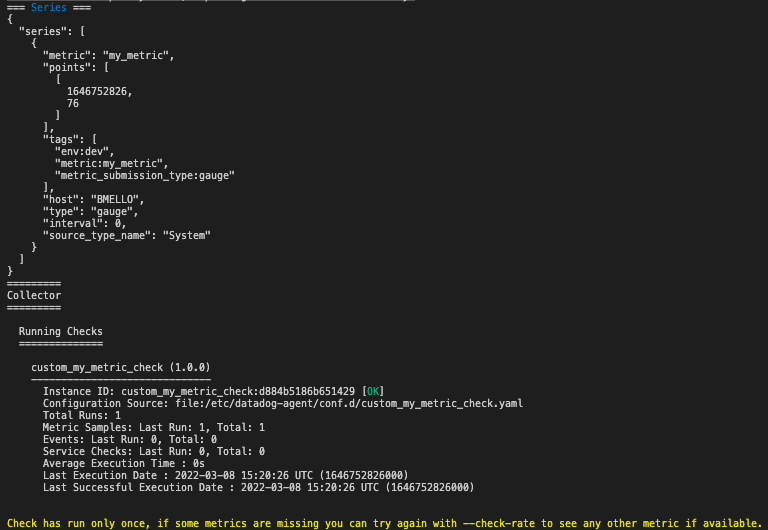 === Series ===
{
  "series": [
    {
      "metric": "my_metric",
      "points": [
        [
          1646752826,
          76
        ]
      ],
      "tags": [
        "env:dev",
        "metric:my_metric",
        "metric_submission_type:gauge"
      ],
      "host": "BMELLO",
      "type": "gauge",
      "interval": 0,
      "source_type_name": "System"
    }
  ]
}
=========
Collector
=========

  Running Checks
  ==============

    custom_my_metric_check (1.0.0)
    ------------------------------
      Instance ID: custom_my_metric_check:d884b5186b651429 [OK]
      Configuration Source: file:/etc/datadog-agent/conf.d/custom_my_metric_check.yaml
      Total Runs: 1
      Metric Samples: Last Run: 1, Total: 1
      Events: Last Run: 0, Total: 0
      Service Checks: Last Run: 0, Total: 0
      Average Execution Time : 0s
      Last Execution Date : 2022-03-08 15:20:26 UTC (1646752826000)
      Last Successful Execution Date : 2022-03-08 15:20:26 UTC (1646752826000)

Check has run only once, if some metrics are missing you can try again with --check-rate to see any other metric if available.